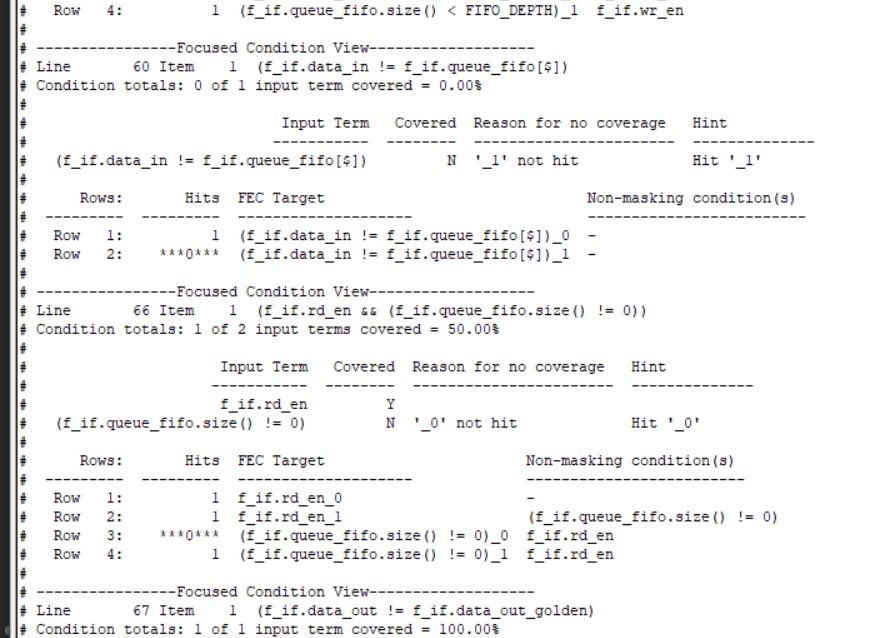 #   Row   4:          1  (f_if.queue_fifo.size() < FIFO_DEPTH)_1  f_if.wr_en
#
# ----------------Focused Condition View-------------------
# Line       60 Item    1  (f_if.data_in != f_if.queue_fifo[$])
# Condition totals: 0 of 1 input term covered = 0.00%
#
#                              Input Term   Covered  Reason for no coverage   Hint
#                             -----------  --------  -----------------------  --------------
#   (f_if.data_in != f_if.queue_fifo[$])         N  '_1' not hit             Hit '_1'
#
#      Rows:       Hits  FEC Target                              Non-masking condition(s)
#  ---------  ---------  --------------------                    -------------------------
#   Row   1:          1  (f_if.data_in != f_if.queue_fifo[$])_0  -
#   Row   2:    ***0***  (f_if.data_in != f_if.queue_fifo[$])_1  -
#
# ----------------Focused Condition View-------------------
# Line       66 Item    1  (f_if.rd_en && (f_if.queue_fifo.size() != 0))
# Condition totals: 1 of 2 input terms covered = 50.00%
#
#                       Input Term   Covered  Reason for no coverage   Hint
#                      -----------  --------  -----------------------  --------------
#                       f_if.rd_en         Y
#   (f_if.queue_fifo.size() != 0)         N  '_0' not hit             Hit '_0'
#
#      Rows:       Hits  FEC Target                       Non-masking condition(s)
#  ---------  ---------  --------------------             -------------------------
#   Row   1:          1  f_if.rd_en_0                     -
#   Row   2:          1  f_if.rd_en_1                     (f_if.queue_fifo.size() != 0)
#   Row   3:    ***0***  (f_if.queue_fifo.size() != 0)_0  f_if.rd_en
#   Row   4:          1  (f_if.queue_fifo.size() != 0)_1  f_if.rd_en
#
# ----------------Focused Condition View-------------------
# Line       67 Item    1  (f_if.data_out != f_if.data_out_golden)
# Condition totals: 1 of 1 input term covered = 100.00%